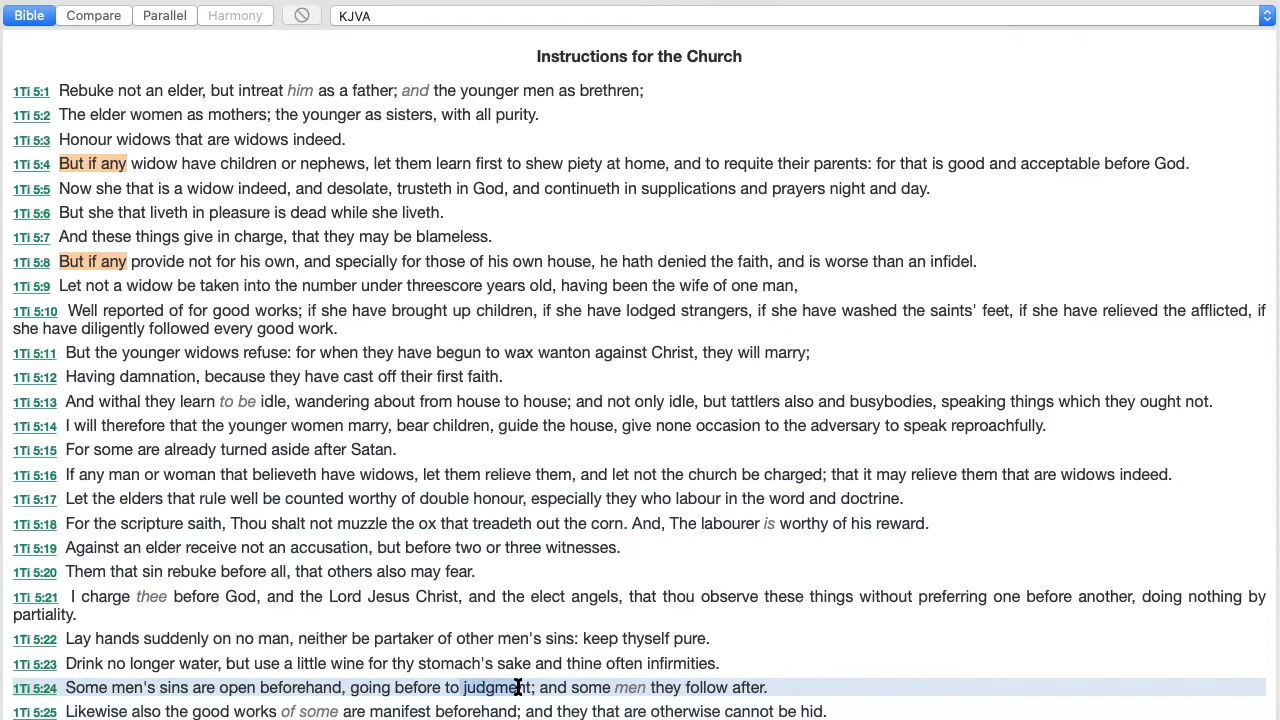 Bible Compare Parallel Harmony KJVA
Instructions for the Church
1Ti 5:1 Rebuke not an elder, but intreat him as a father; and the younger men as brethren;
1Ti 5:2 The elder women as mothers; the younger as sisters, with all purity.
1Ti 5:3 Honour widows that are widows indeed.
1Ti 5:4 But if any widow have children or nephews, let them learn first to shew piety at home, and to requite their parents: for that is good and acceptable before God.
1Ti 5:5 Now she that is a widow indeed, and desolate, trusteth in God, and continueth in supplications and prayers night and day.
1Ti 5:6 But she that liveth in pleasure is dead while she liveth.
1Ti 5:7 And these things give in charge, that they may be blameless.
1Ti 5:8 But if any provide not for his own, and specially for those of his own house, he hath denied the faith, and is worse than an infidel.
1Ti 5:9 Let not a widow be taken into the number under threescore years old, having been the wife of one man,
1Ti 5:10 Well reported of for good works; if she have brought up children, if she have lodged strangers, if she have washed the saints' feet, if she have relieved the afflicted, if
she have diligently followed every good work.
1Ti 5:11 But the younger widows refuse: for when they have begun to wax wanton against Christ, they will marry;
1Ti 5:12 Having damnation, because they have cast off their first faith.
1Ti 5:13 And withal they learn to be idle, wandering about from house to house; and not only idle, but tattlers also and busybodies, speaking things which they ought not.
1Ti 5:14 I will therefore that the younger women marry, bear children, guide the house, give none occasion to the adversary to speak reproachfully.
1Ti 5:15 For some are already turned aside after Satan.
1Ti 5:16 If any man or woman that believeth have widows, let them relieve them, and let not the church be charged; that it may relieve them that are widows indeed.
1Ti 5:17 Let the elders that rule well be counted worthy of double honour, especially they who labour in the word and doctrine.
1Ti 5:18 For the scripture saith, Thou shalt not muzzle the ox that treadeth out the corn. And, The labourer is worthy of his reward.
1Ti 5:19 Against an elder receive not an accusation, but before two or three witnesses.
1Ti 5:20 Them that sin rebuke before all, that others also may fear.
1Ti 5:21 I charge thee before God, and the Lord Jesus Christ, and the elect angels, that thou observe these things without preferring one before another, doing nothing by
partiality.
1Ti 5:22 Lay hands suddenly on no man, neither be partaker of other men's sins: keep thyself pure.
1Ti 5:23 Drink no longer water, but use a little wine for thy stomach's sake and thine often infirmities.
1Ti 5:24 Some men's sins are open beforehand, going before to judgment; and some men they follow after.
1Ti 5:25 Likewise also the good works of some are manifest beforehand; and they that are otherwise cannot be hid.